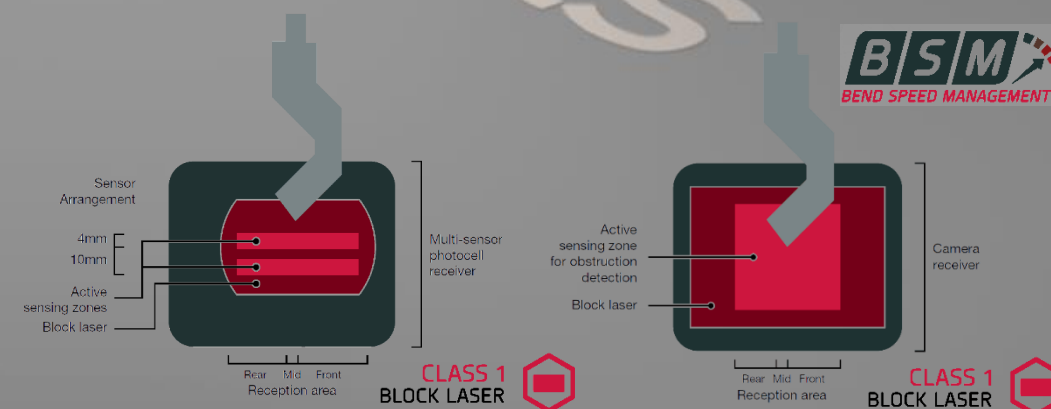 BSM
BEND SPEED MANAGEMENT
Sensor
Arrangement
4mm
10mm
Active
sensing zones
Block laser
Multi-sensor
photocell
receiver
Rear Mid Front
Reception area
CLASS 1
BLOCK LASER
Active
sensing zone
for obstruction
detection
Block laser
Camera
receiver
Rear Mid Front
Reception area
CLASS 1
BLOCK LASER